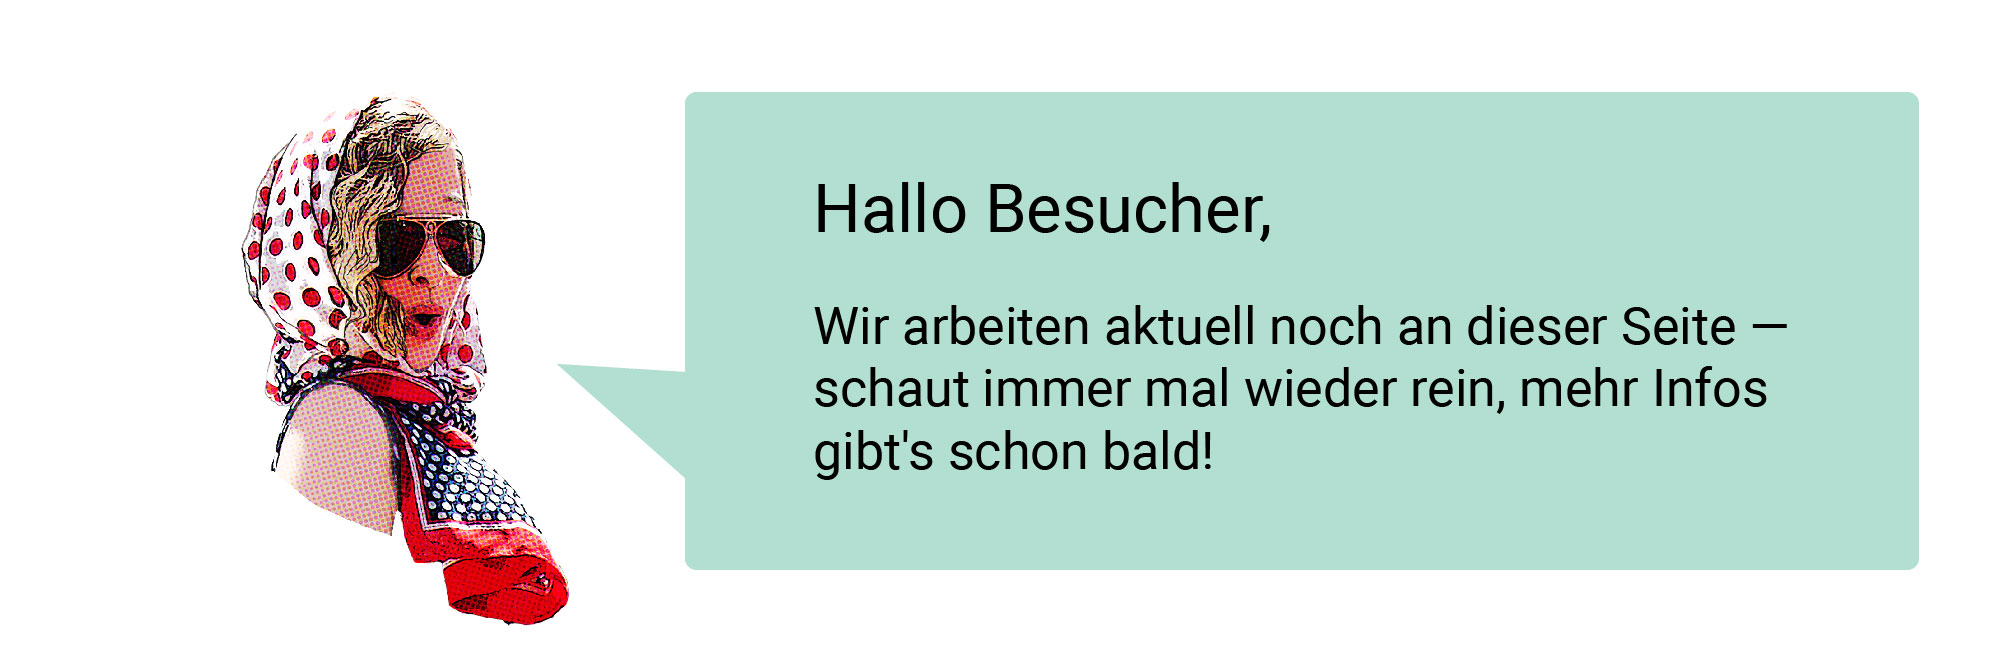 Hallo Besucher,
Wir arbeiten aktuell noch an dieser Seite –
schaut immer mal wieder rein, mehr Infos
gibt's schon bald!